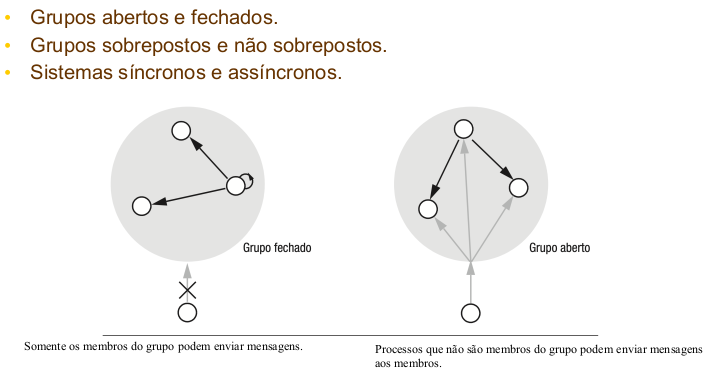 • Grupos abertos e fechados.
• Grupos sobrepostos e não sobrepostos.
• Sistemas síncronos e assíncronos.
Grupo fechado
Grupo aberto
Somente os membros do grupo podem enviar mensagens.
Processos que não são membros do grupo podem enviar mensagens
aos membros.